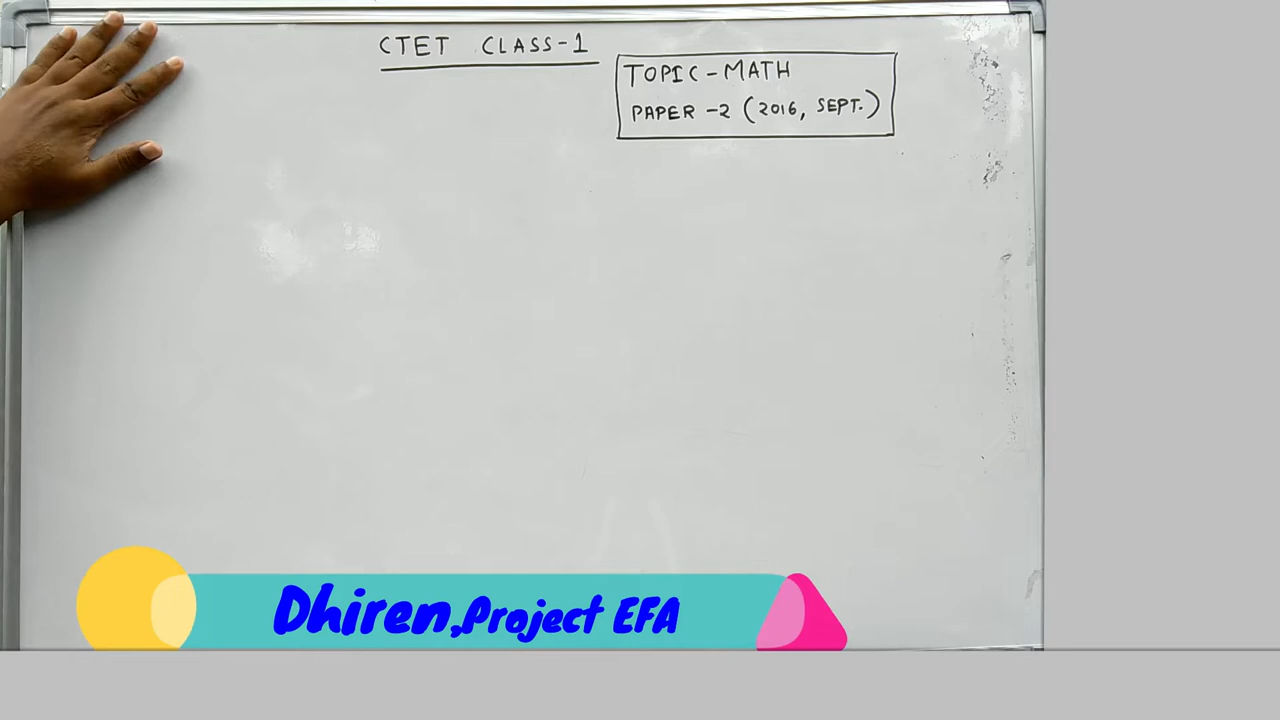 CTET CLASS-1
TOPIC-MATH
PAPER-2 (2016, SEPT.)
Dhiren,Project EFA